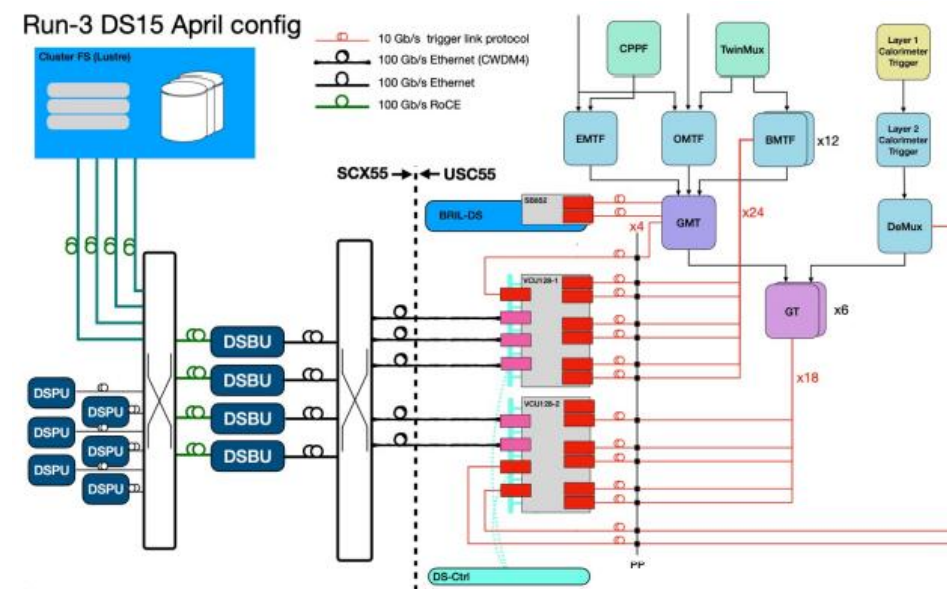 Run-3 DS15 April config
Cluster FS (Lustre)
10 Gb/s trigger link protocol
100 Gb/s Ethernet (CWDM4)
100 Gb/s Ethernet
100 Gb/s RoCE
CPPF
TwinMux
Layer 1
Calorimeter
Trigger
EMTF
OMTF
BMTF
x12
Layer 2
Calorimeter
Trigger
SCX55
USC55
BRIL-DS
SB852
x4
GMT
x24
DeMux
VCU128-1
GT
x6
DSBU
DSBU
DSBU
DSBU
DSPU
DSPU
DSPU
DSPU
DSPU
DSPU
x18
VCU128-2
PP
DS-Ctrl